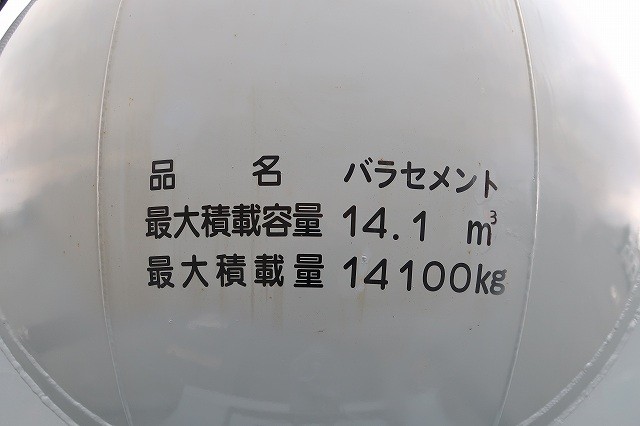 品名 バラセメント
最大積載容量 14.1 m³
最大積載量 14100kg